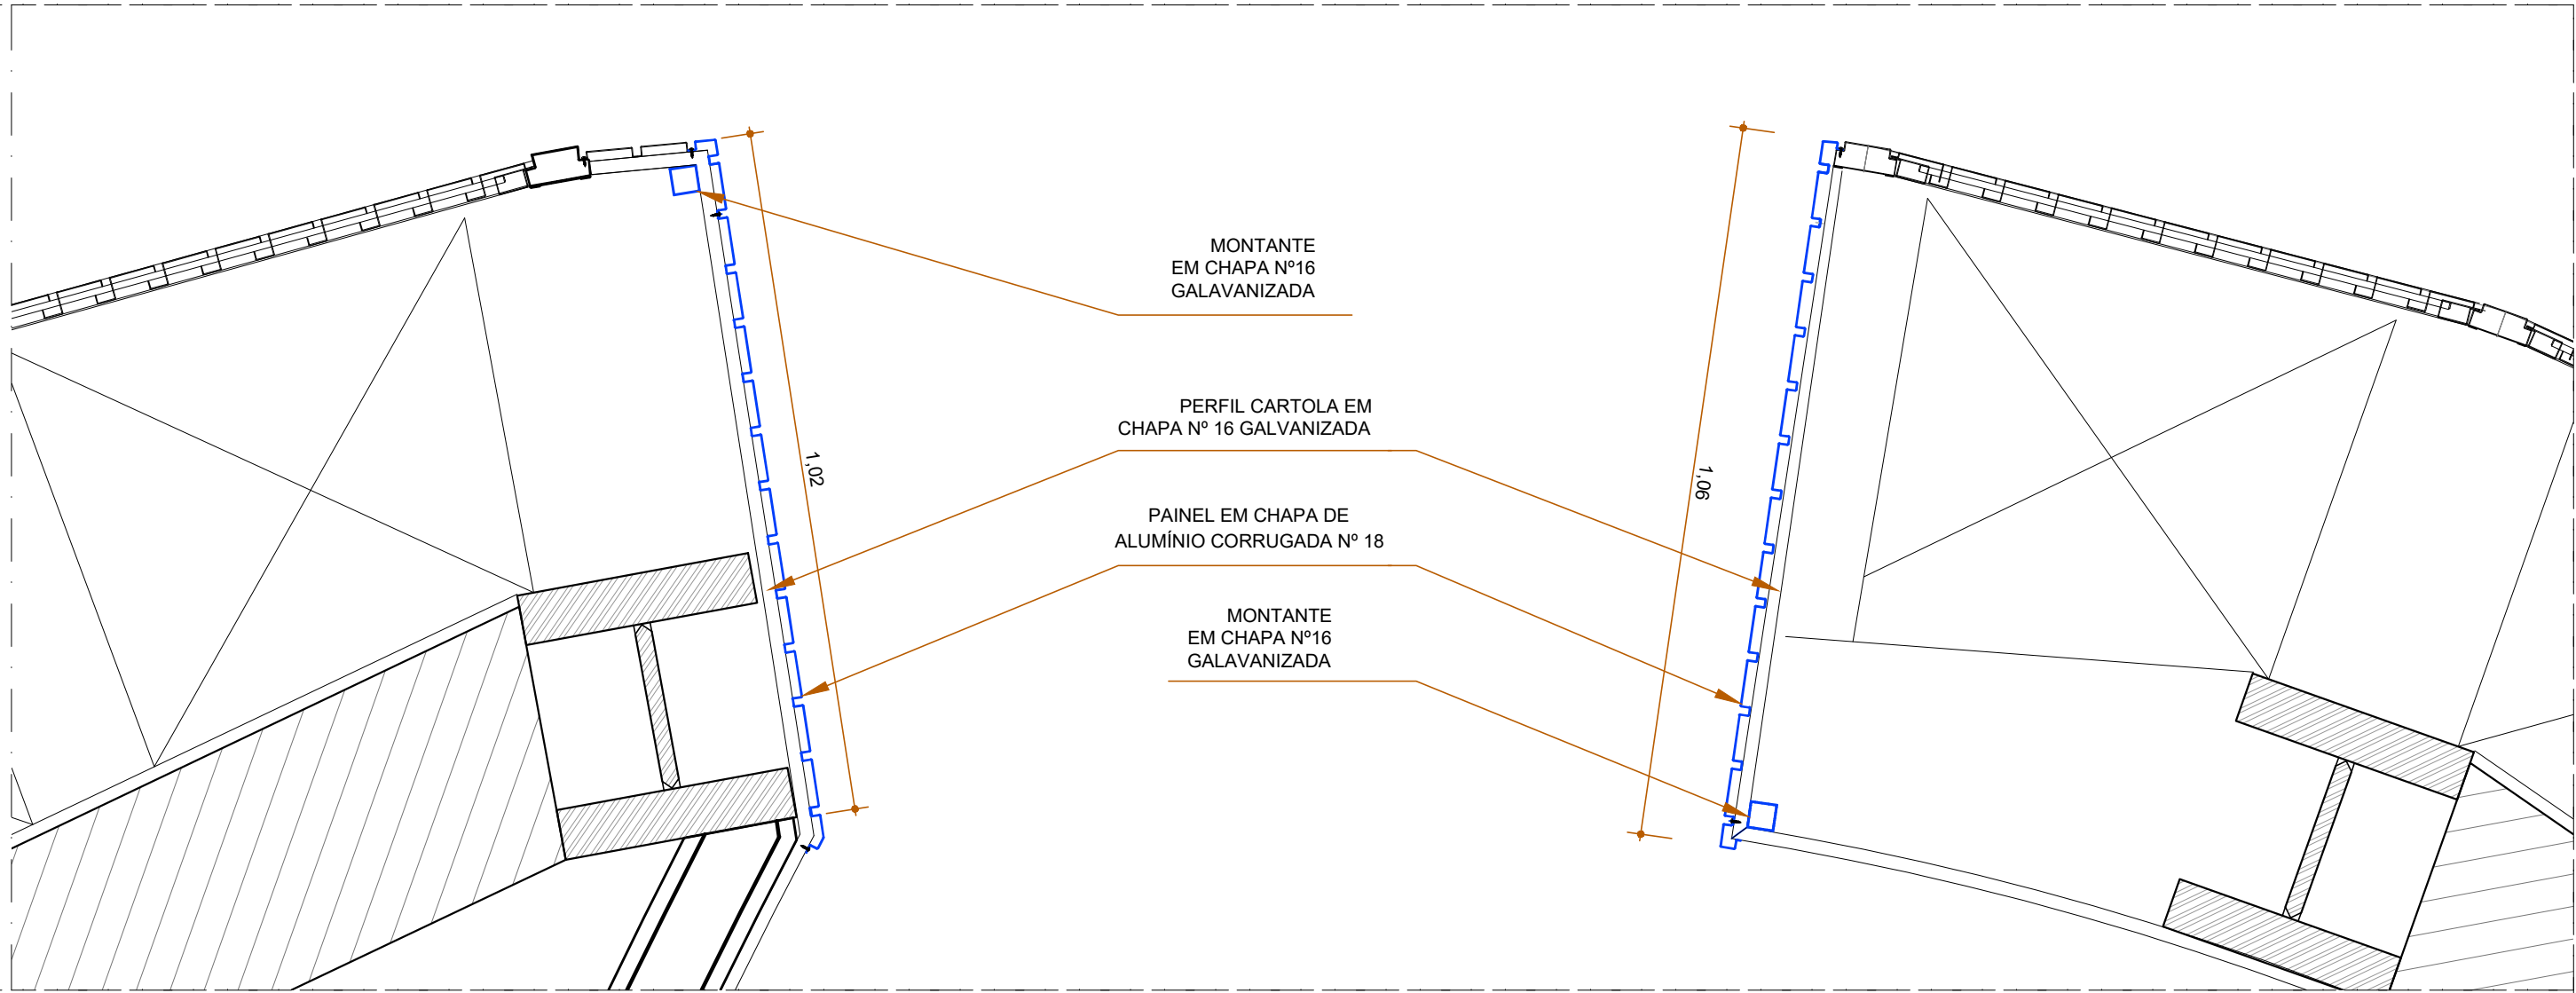 MONTANTE
EM CHAPA Nº16
GALAVANIZADA
PERFIL CARTOLA EM
CHAPA Nº 16 GALVANIZADA
1,02
1,06
PAINEL EM CHAPA DE
ALUMÍNIO CORRUGADA Nº 18
MONTANTE
EM CHAPA Nº16
GALAVANIZADA